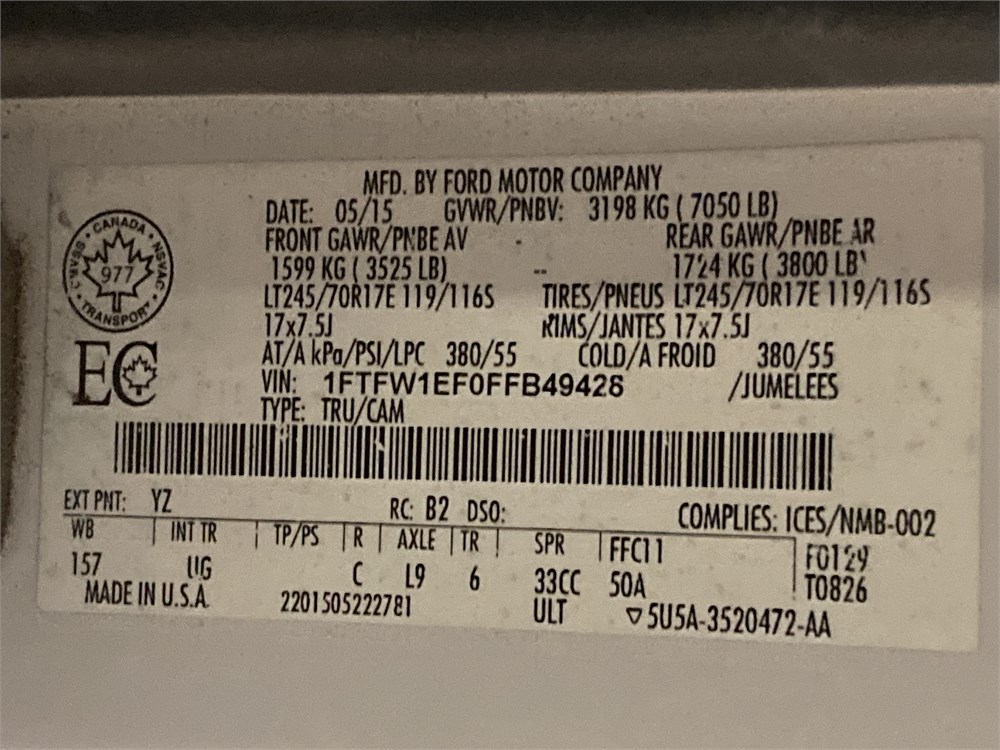 MFD. BY FORD MOTOR COMPANY
DATE: 05/15 GVWR/PNBV: 3198 KG ( 7050 LB)
FRONT GAWR/PNBE AV REAR GAWR/PNBE AR
1599 KG ( 3525 LB) -- 1724 KG ( 3800 LB)
LT245/70R17E 119/116S TIRES/PNEUS LT245/70R17E 119/116S
17x7.5J RIMS/JANTES 17x7.5J
AT/A kPa/PSI/LPC 380/55 COLD/A FROID 380/55
VIN: 1FTFW1EF0FFB49426 /JUMELEES
TYPE: TRU/CAM
CANADA NSVAC TRANSPORT CMVSS
977
EC
EXT PNT: YZ RC: B2 DSO: COMPLIES: ICES/NMB-002
WB INT TR TP/PS R AXLE TR SPR FFC11 F0129
157 UG C L9 6 33CC 50A T0826
MADE IN U.S.A. 2201505222781 ULT ▽5U5A-3520472-AA